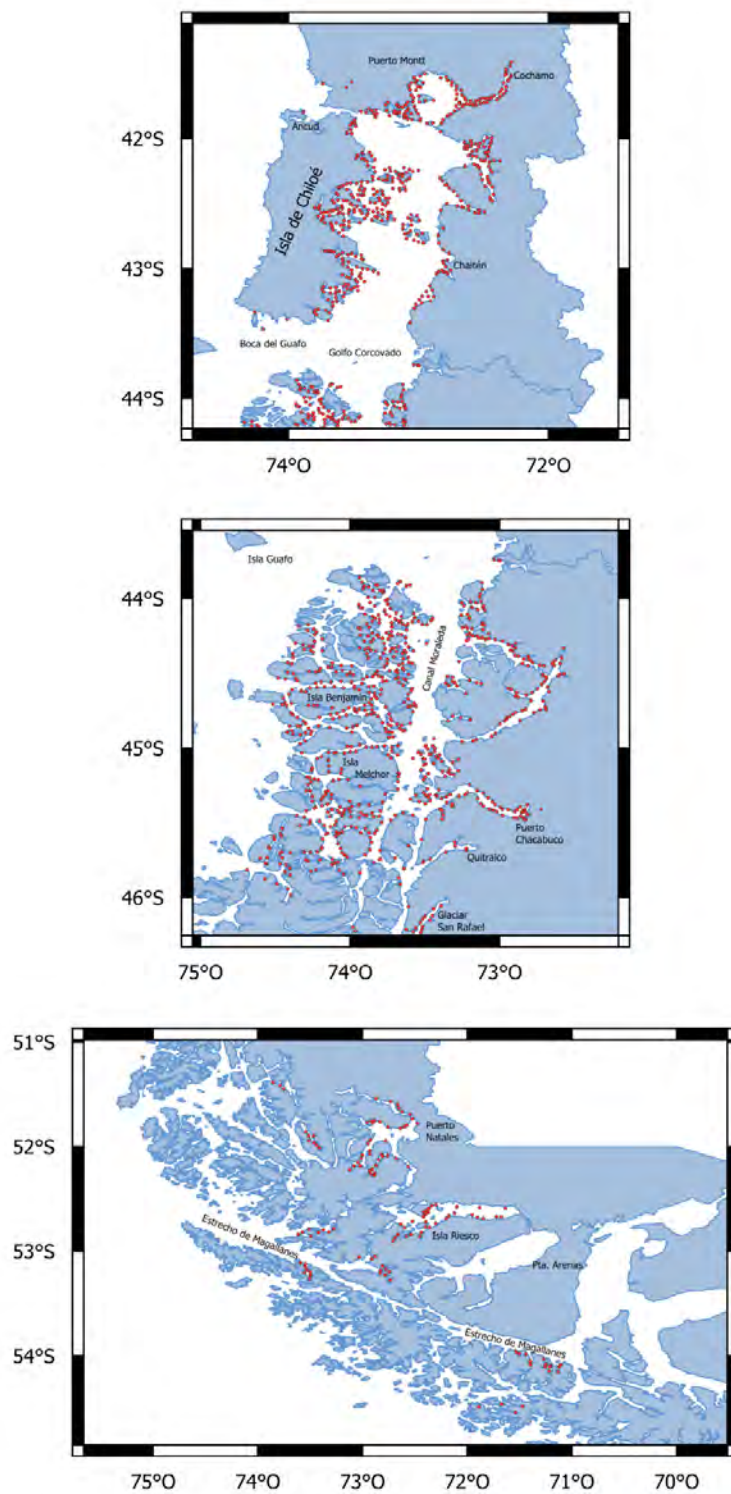 Puerto Montt
Cochamo
42°S
Ancud
Isla de Chiloé
43°S
Chaitén
Boca del Guafo
Golfo Corcovado
44°S
74°O
72°O
Isla Guafo
44°S
Canal Moraleda
Isla Benjamin
45°S
Isla
Melchor
Puerto
Chacabuco
Quitralco
46°S
Glaciar
San Rafael
75°O
74°O
73°O
51°S
Puerto
Natales
52°S
Estrecho de Magallanes
Isla Riesco
53°S
Pta. Arenas
Estrecho de Magallanes
54°S
75°O
74°O
73°O
72°O
71°O
70°O